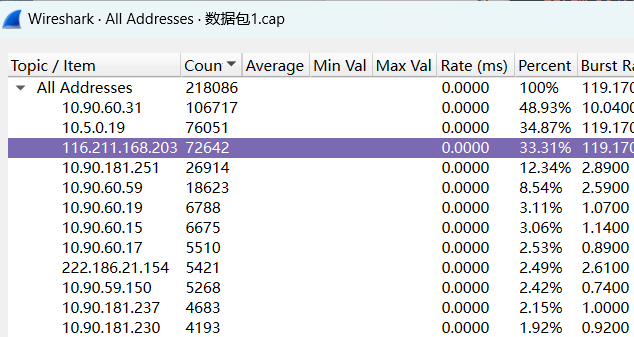 Wireshark · All Addresses · 数据包1.cap
Topic / Item Coun Average Min Val Max Val Rate (ms) Percent Burst Ra
All Addresses 218086 0.0000 100% 119.170
10.90.60.31 106717 0.0000 48.93% 10.0400
10.5.0.19 76051 0.0000 34.87% 119.170
116.211.168.203 72642 0.0000 33.31% 119.170
10.90.181.251 26914 0.0000 12.34% 2.8900
10.90.60.59 18623 0.0000 8.54% 2.5900
10.90.60.19 6788 0.0000 3.11% 1.0700
10.90.60.15 6675 0.0000 3.06% 1.1400
10.90.60.17 5510 0.0000 2.53% 0.8900
222.186.21.154 5421 0.0000 2.49% 2.6100
10.90.59.150 5268 0.0000 2.42% 0.7400
10.90.181.237 4683 0.0000 2.15% 1.0000
10.90.181.230 4193 0.0000 1.92% 0.9200